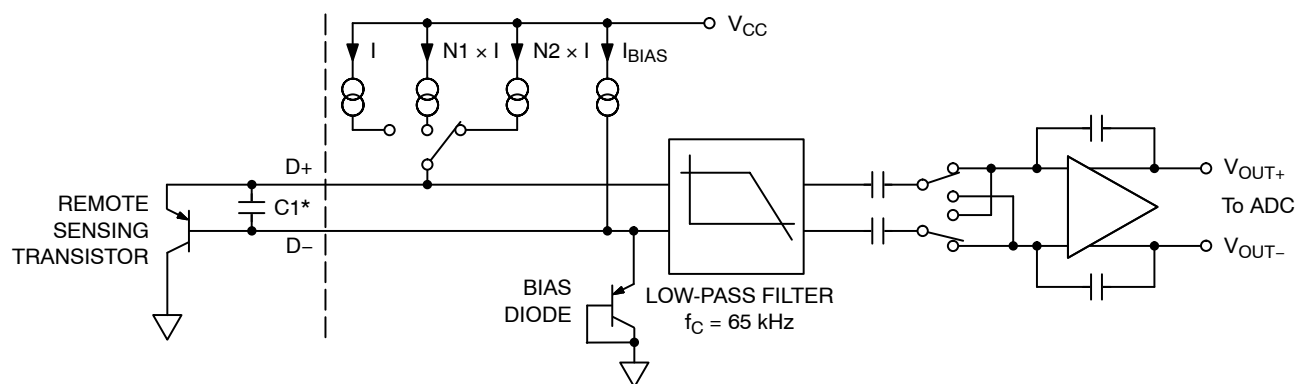 V_CC
I
N1 × I
N2 × I
I_BIAS
D+
C1*
D−
REMOTE
SENSING
TRANSISTOR
BIAS
DIODE
LOW-PASS FILTER
f_C = 65 kHz
V_OUT+
To ADC
V_OUT−